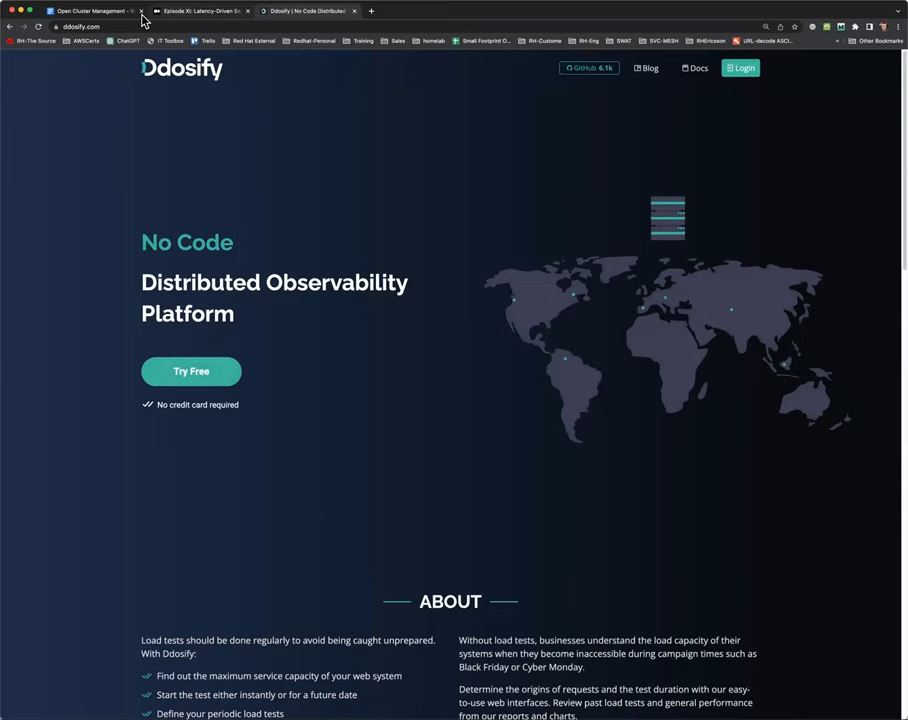 Open Cluster Management - 
Episode XI: Latency-Driven S
Ddosify | No Code Distributed
ddosify.com
RH-The Source
AWSCerts
ChatGPT
IT Toolbox
Trello
Red Hat External
Redhat-Personal
Training
Sales
homelab
Small Footprint O...
RH-Custome
RH-Eng
SWAT
SVC-MESH
RHEricsson
URL-decode ASCI...
»
Other Bookmarks
Ddosify
GitHub 6.1k
Blog
Docs
Login
No Code
Distributed Observability
Platform
Try Free
No credit card required
ABOUT
Load tests should be done regularly to avoid being caught unprepared.
With Ddosify:
Find out the maximum service capacity of your web system
Start the test either instantly or for a future date
Define your periodic load tests
Without load tests, businesses understand the load capacity of their
systems when they become inaccessible during campaign times such as
Black Friday or Cyber Monday.
Determine the origins of requests and the test duration with our easy-
to-use web interfaces. Review past load tests and general performance
from our reports and charts.